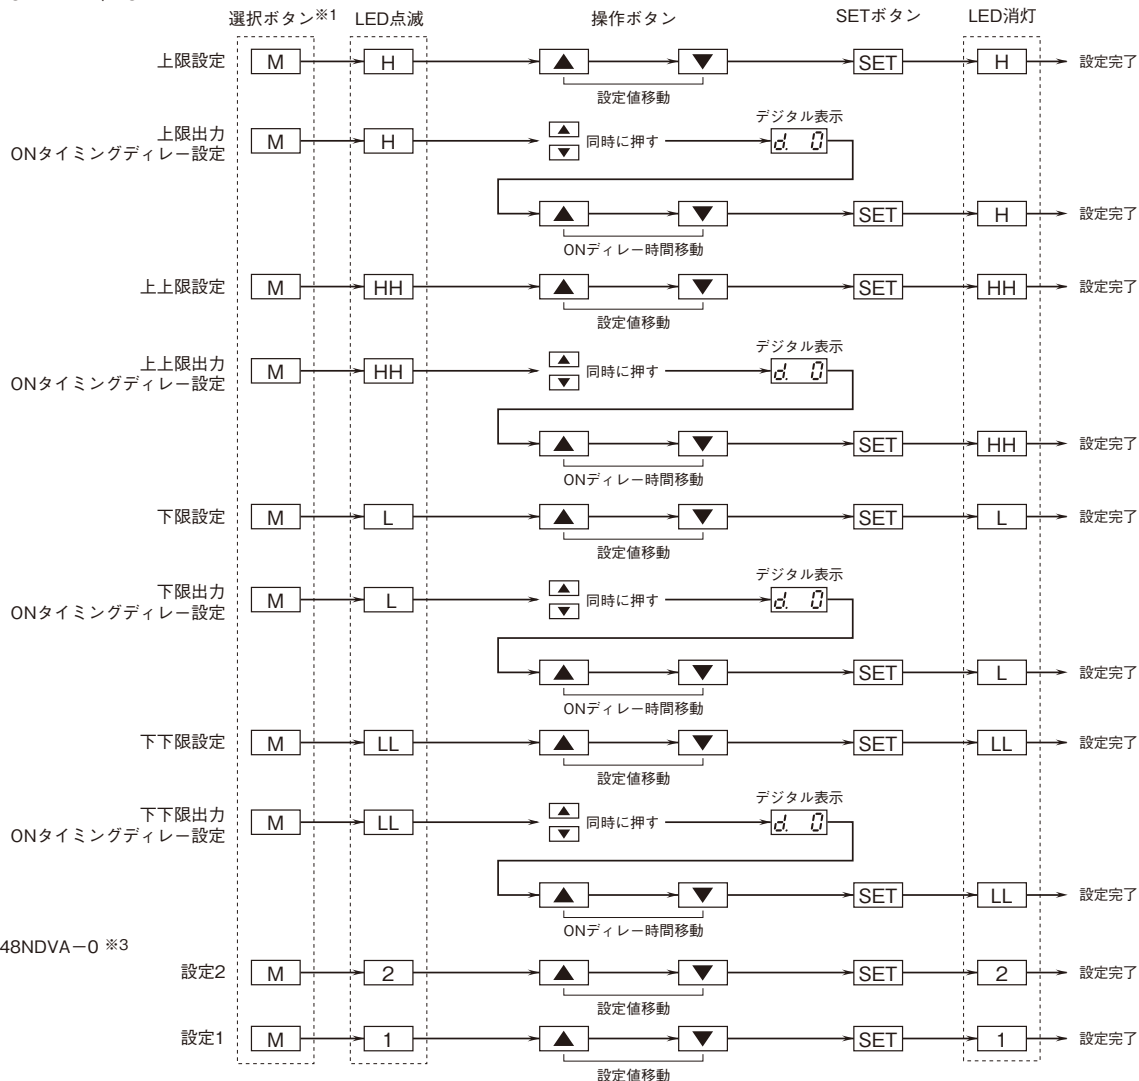 選択ボタン※1 LED点滅 操作ボタン SETボタン LED消灯
上限設定 M H ▲ ▼ SET H 設定完了
設定値移動
デジタル表示
上限出力
ONタイミングディレー設定 M H ▲ ▼ 同時に押す d. 0
▲ ▼ SET H 設定完了
ONディレー時間移動
上上限設定 M HH ▲ ▼ SET HH 設定完了
設定値移動
デジタル表示
上上限出力
ONタイミングディレー設定 M HH ▲ ▼ 同時に押す d. 0
▲ ▼ SET HH 設定完了
ONディレー時間移動
下限設定 M L ▲ ▼ SET L 設定完了
設定値移動
デジタル表示
下限出力
ONタイミングディレー設定 M L ▲ ▼ 同時に押す d. 0
▲ ▼ SET L 設定完了
ONディレー時間移動
下下限設定 M LL ▲ ▼ SET LL 設定完了
設定値移動
デジタル表示
下下限出力
ONタイミングディレー設定 M LL ▲ ▼ 同時に押す d. 0
▲ ▼ SET LL 設定完了
ONディレー時間移動
48NDVA−0 ※3
設定2 M 2 ▲ ▼ SET 2 設定完了
設定値移動
設定1 M 1 ▲ ▼ SET 1 設定完了
設定値移動